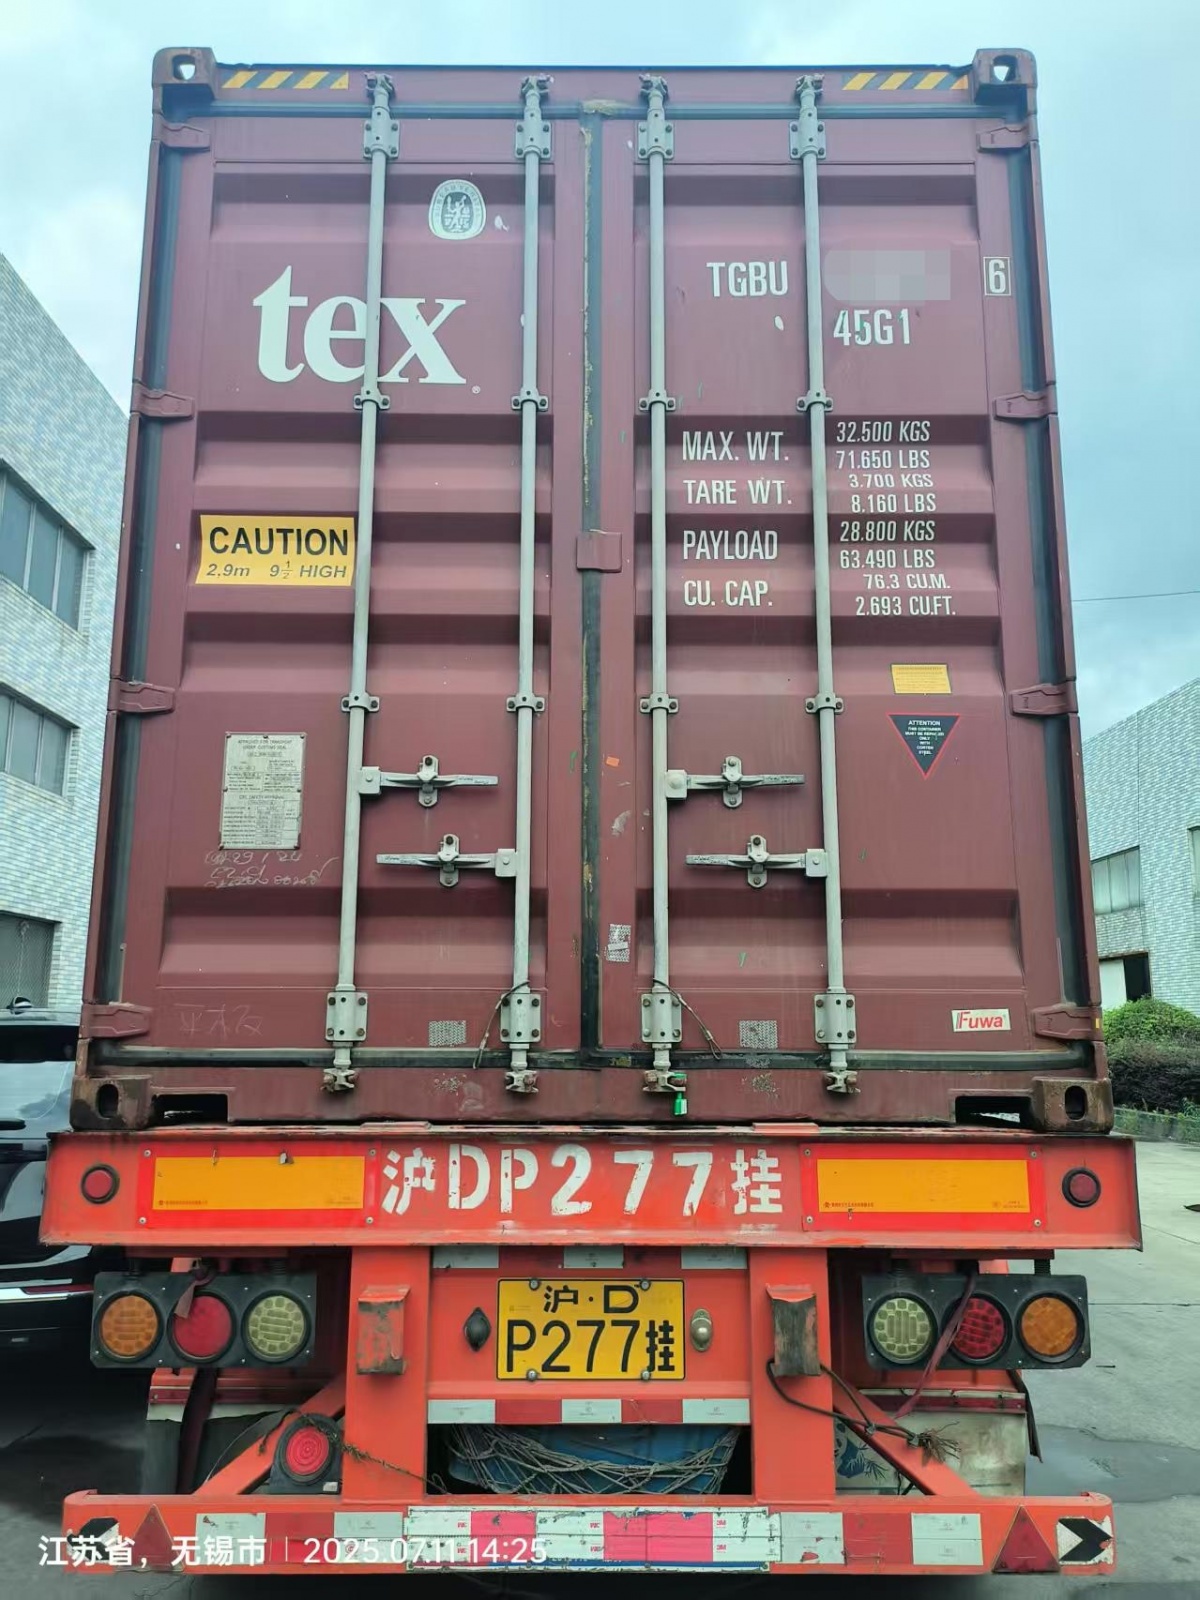 tex
®
TGBU
6
45G1
MAX. WT.
32.500 KGS
71.650 LBS
TARE WT.
3.700 KGS
8.160 LBS
PAYLOAD
28.800 KGS
63.490 LBS
CU. CAP.
76.3 CU.M.
2.693 CU.FT.
CAUTION
2.9m 9½ HIGH
ATTENTION
Fuwa
沪DP277挂
沪·D
P277挂
江苏省，无锡市 | 2025.07.11 14:25